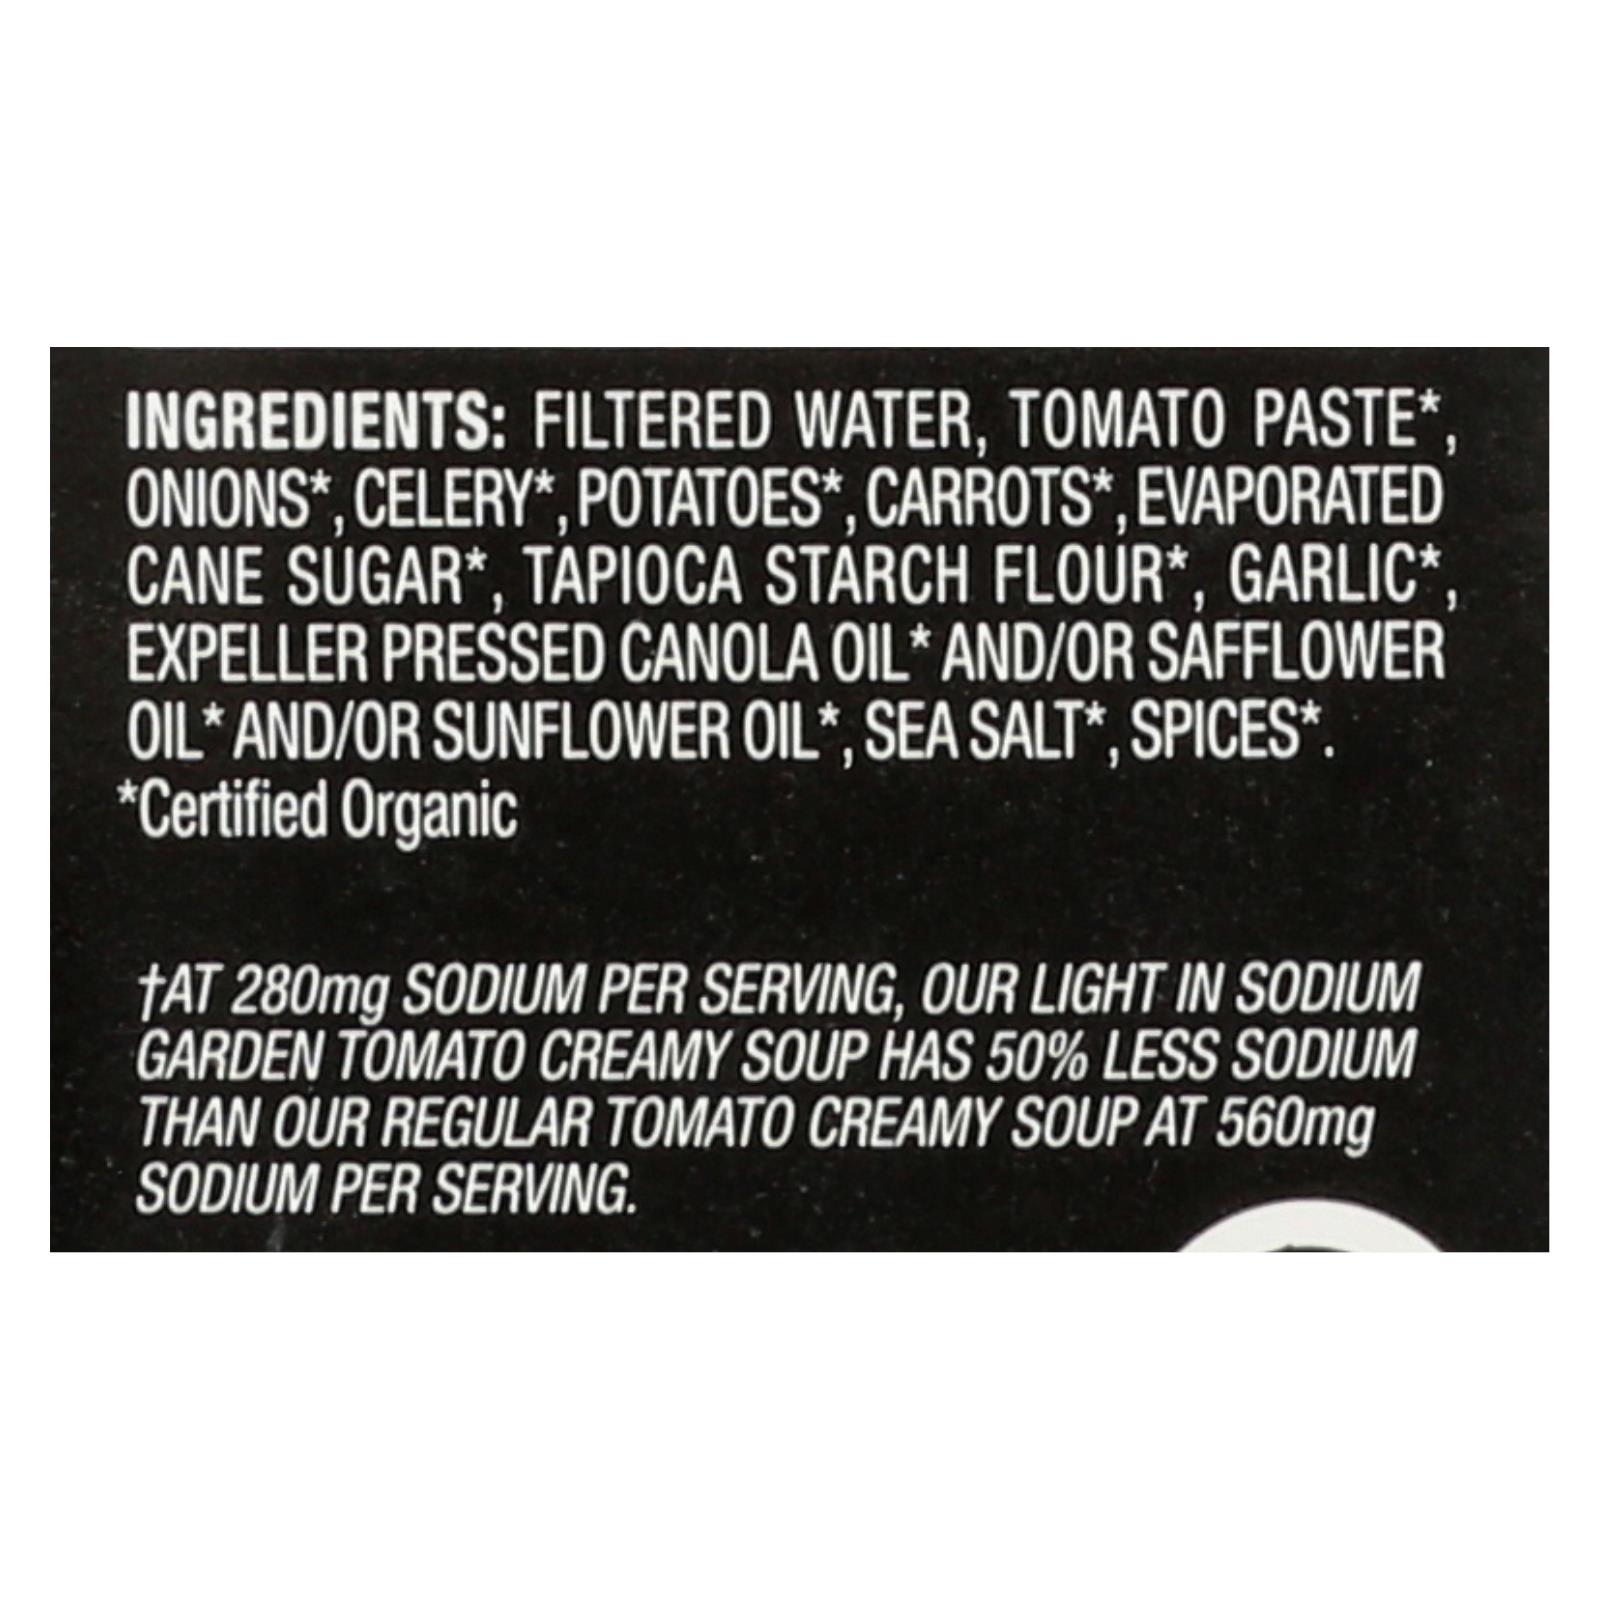 INGREDIENTS: FILTERED WATER, TOMATO PASTE*,
ONIONS*, CELERY*, POTATOES*, CARROTS*, EVAPORATED
CANE SUGAR*, TAPIOCA STARCH FLOUR*, GARLIC*,
EXPELLER PRESSED CANOLA OIL* AND/OR SAFFLOWER
OIL* AND/OR SUNFLOWER OIL*, SEA SALT*, SPICES*.
*Certified Organic
†AT 280mg SODIUM PER SERVING, OUR LIGHT IN SODIUM
GARDEN TOMATO CREAMY SOUP HAS 50% LESS SODIUM
THAN OUR REGULAR TOMATO CREAMY SOUP AT 560mg
SODIUM PER SERVING.